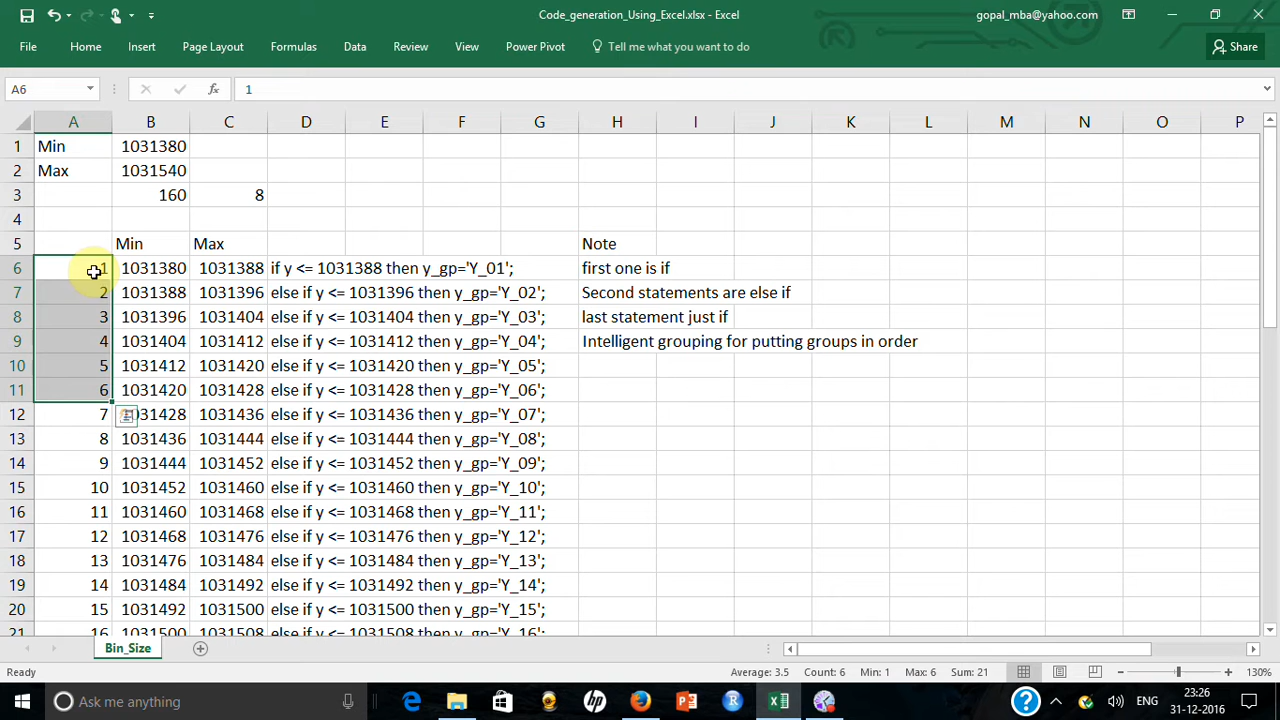 Code_generation_Using_Excel.xlsx - Excel
gopal_mba@yahoo.com
File Home Insert Page Layout Formulas Data Review View Power Pivot Tell me what you want to do Share
A6 fx 1
A B C D E F G H I J K L M N O P
1 Min 1031380
2 Max 1031540
3 160 8
4
5 Min Max Note
6 1 1031380 1031388 if y <= 1031388 then y_gp='Y_01'; first one is if
7 2 1031388 1031396 else if y <= 1031396 then y_gp='Y_02'; Second statements are else if
8 3 1031396 1031404 else if y <= 1031404 then y_gp='Y_03'; last statement just if
9 4 1031404 1031412 else if y <= 1031412 then y_gp='Y_04'; Intelligent grouping for putting groups in order
10 5 1031412 1031420 else if y <= 1031420 then y_gp='Y_05';
11 6 1031420 1031428 else if y <= 1031428 then y_gp='Y_06';
12 7 1031428 1031436 else if y <= 1031436 then y_gp='Y_07';
13 8 1031436 1031444 else if y <= 1031444 then y_gp='Y_08';
14 9 1031444 1031452 else if y <= 1031452 then y_gp='Y_09';
15 10 1031452 1031460 else if y <= 1031460 then y_gp='Y_10';
16 11 1031460 1031468 else if y <= 1031468 then y_gp='Y_11';
17 12 1031468 1031476 else if y <= 1031476 then y_gp='Y_12';
18 13 1031476 1031484 else if y <= 1031484 then y_gp='Y_13';
19 14 1031484 1031492 else if y <= 1031492 then y_gp='Y_14';
20 15 1031492 1031500 else if y <= 1031500 then y_gp='Y_15';
21 16 1031500 1031508 else if y <= 1031508 then y_gp='Y_16';
Bin_Size
Ready Average: 3.5 Count: 6 Min: 1 Max: 6 Sum: 21 130%
Ask me anything ENG 23:26
31-12-2016